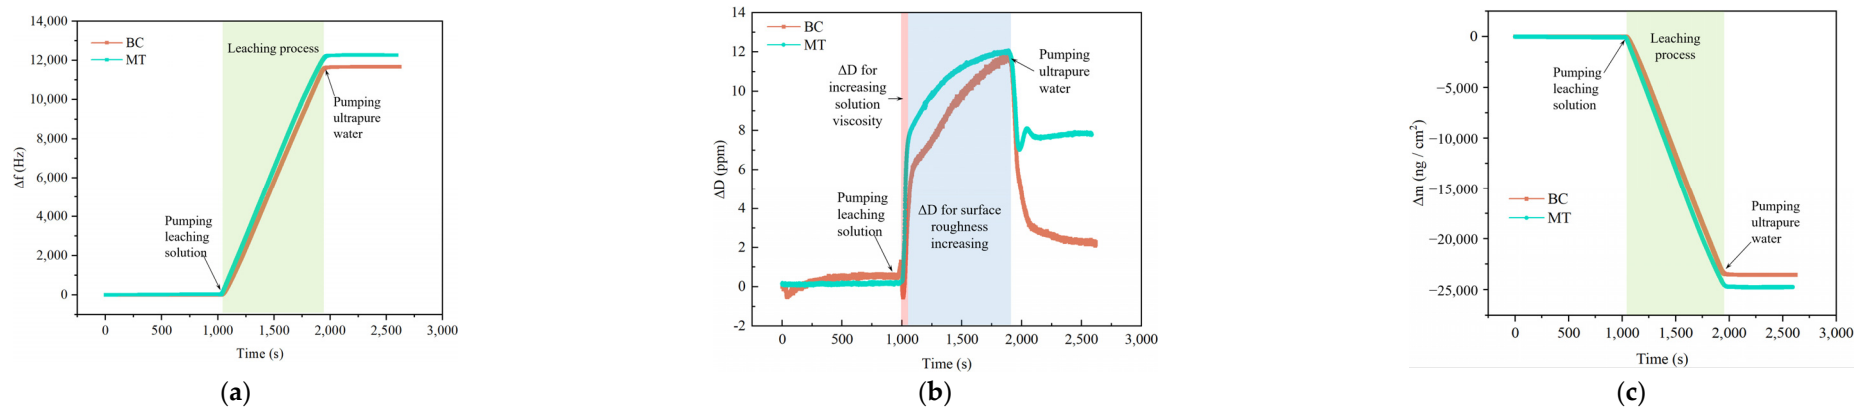 14,000
12,000
10,000
8,000
6,000
4,000
2,000
0
Δf (Hz)
BC
MT
Leaching process
Pumping
ultrapure
water
Pumping
leaching
solution
0
500
1,000
1,500
2,000
2,500
3,000
Time (s)
(a)
14
12
10
8
6
4
2
0
−2
ΔD (ppm)
BC
MT
ΔD for
increasing
solution
viscosity
Pumping
ultrapure
water
Pumping
leaching
solution
ΔD for surface
roughness
increasing
0
500
1,000
1,500
2,000
2,500
3,000
Time (s)
(b)
0
−5,000
−10,000
−15,000
−20,000
−25,000
Δm (ng / cm²)
Leaching
process
Pumping
leaching
solution
BC
MT
Pumping
ultrapure
water
0
500
1,000
1,500
2,000
2,500
3,000
Time (s)
(c)